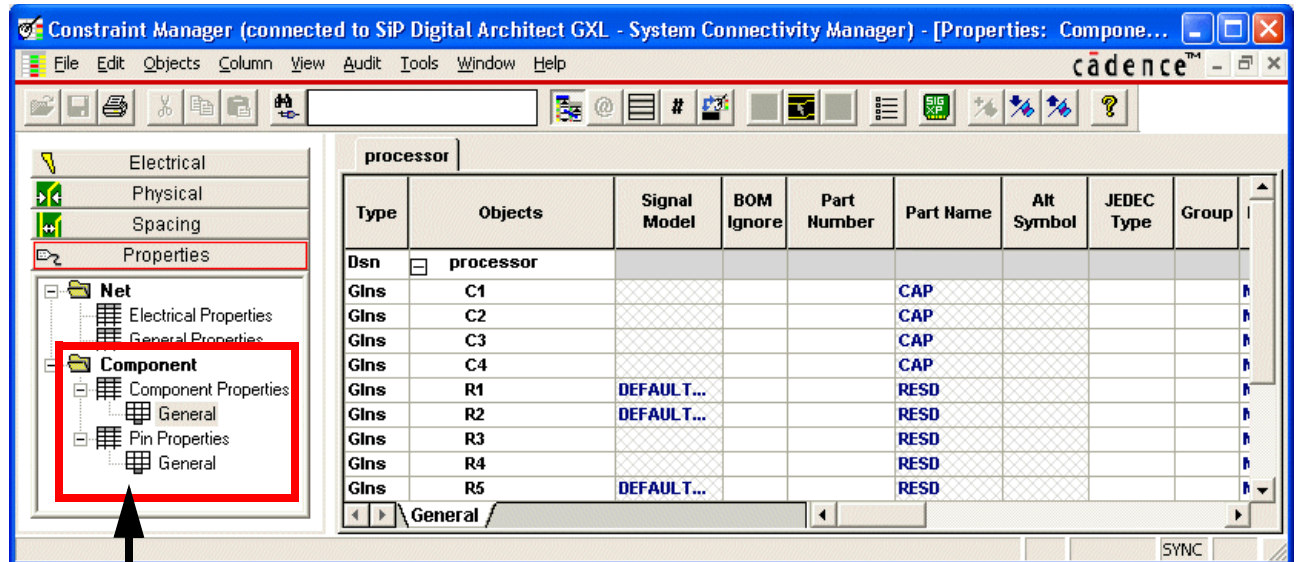 Constraint Manager (connected to SiP Digital Architect GXL - System Connectivity Manager) - [Properties: Compone...
File Edit Objects Column View Audit Tools Window Help
cādence™
@ # SIG XP ?
Electrical
Physical
Spacing
Properties
Net
Electrical Properties
General Properties
Component
Component Properties
General
Pin Properties
General
processor
Type Objects Signal Model BOM Ignore Part Number Part Name Alt Symbol JEDEC Type Group
Dsn processor
GIns C1 CAP
GIns C2 CAP
GIns C3 CAP
GIns C4 CAP
GIns R1 DEFAULT... RESD
GIns R2 DEFAULT... RESD
GIns R3 RESD
GIns R4 RESD
GIns R5 DEFAULT... RESD
General
SYNC